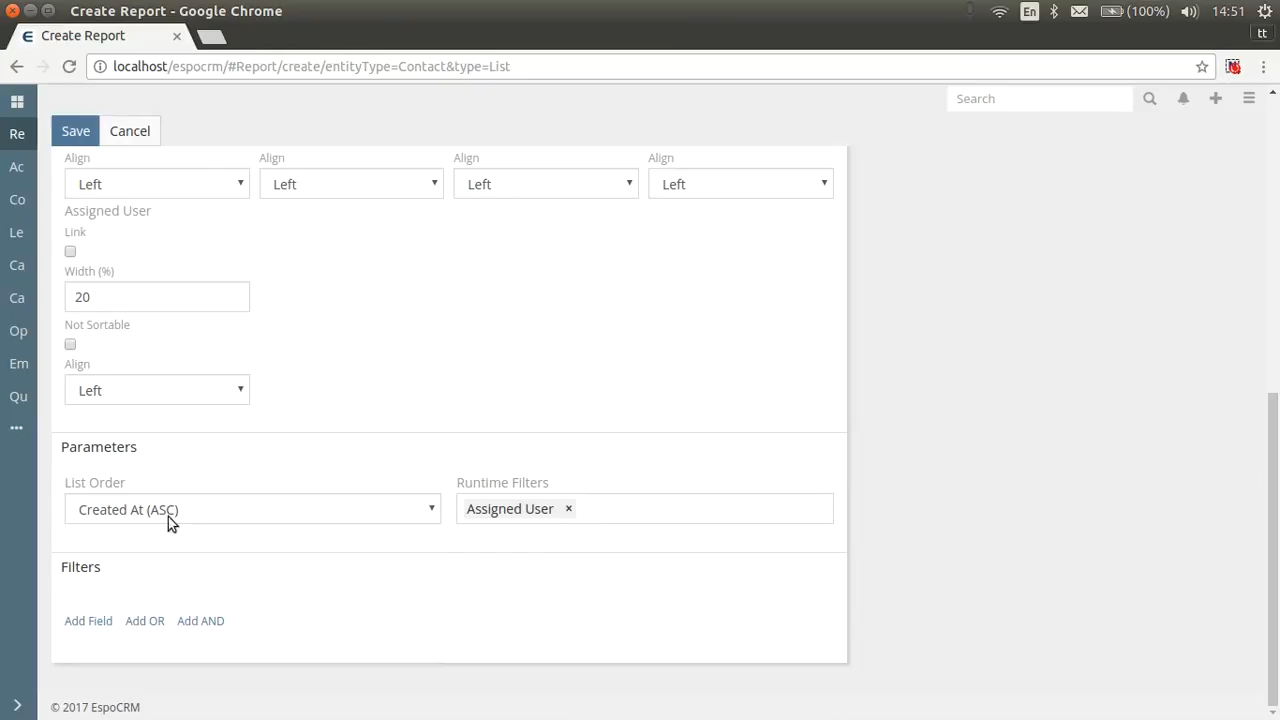 Create Report - Google Chrome
En
(100%)
14:51
Create Report
tt
localhost/espocrm/#Report/create/entityType=Contact&type=List
Search
Re
Ac
Co
Le
Ca
Ca
Op
Em
Qu
Save
Cancel
Align
Align
Align
Align
Left
Left
Left
Left
Assigned User
Link
Width (%)
20
Not Sortable
Align
Left
Parameters
List Order
Runtime Filters
Created At (ASC)
Assigned User ×
Filters
Add Field
Add OR
Add AND
© 2017 EspoCRM